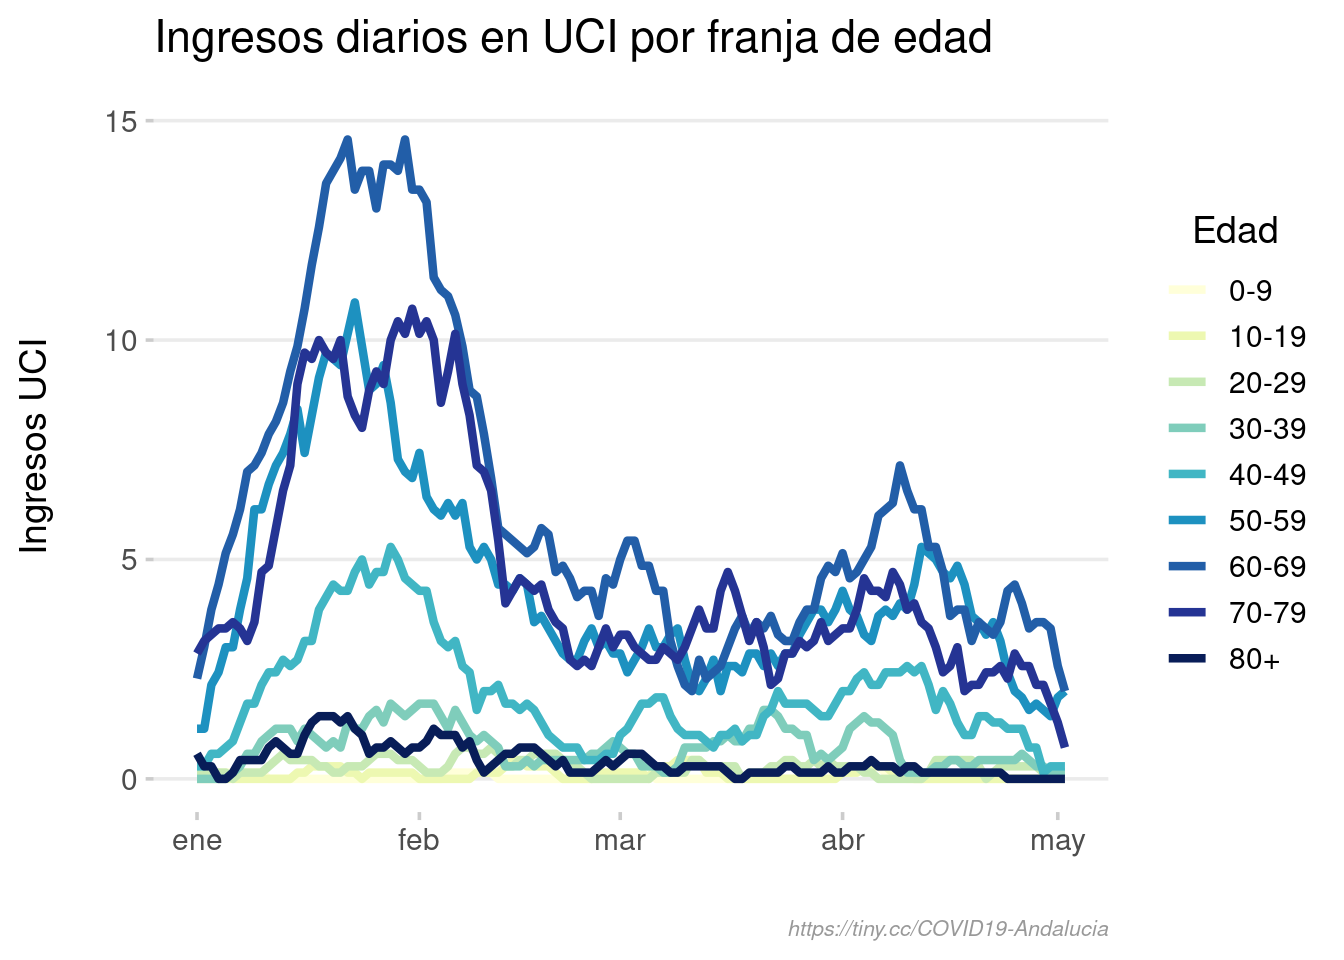 Ingresos diarios en UCI por franja de edad
Ingresos UCI
15
10
5
0
ene
feb
mar
abr
may
Edad
0-9
10-19
20-29
30-39
40-49
50-59
60-69
70-79
80+
https://tiny.cc/COVID19-Andalucia